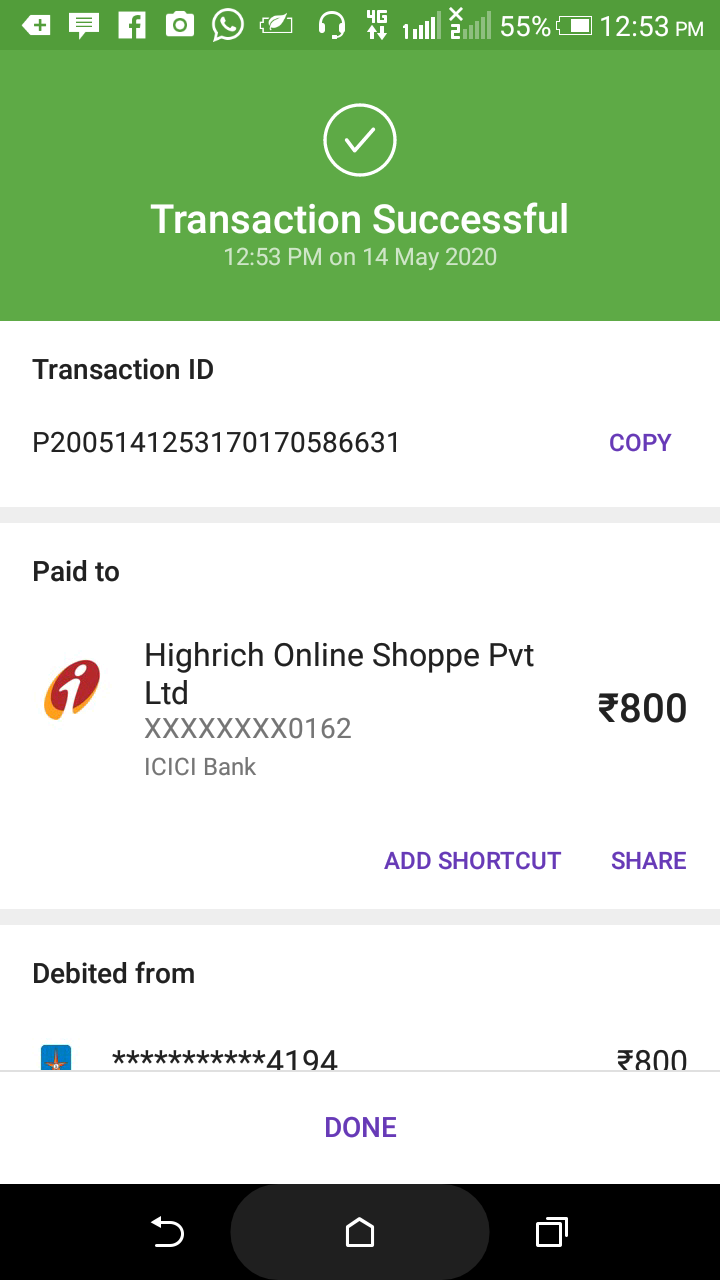 55% 12:53 PM
Transaction Successful
12:53 PM on 14 May 2020
Transaction ID
P2005141253170170586631 COPY
Paid to
Highrich Online Shoppe Pvt
Ltd
₹800
XXXXXXXX0162
ICICI Bank
ADD SHORTCUT SHARE
Debited from
***********4194 ₹800
DONE